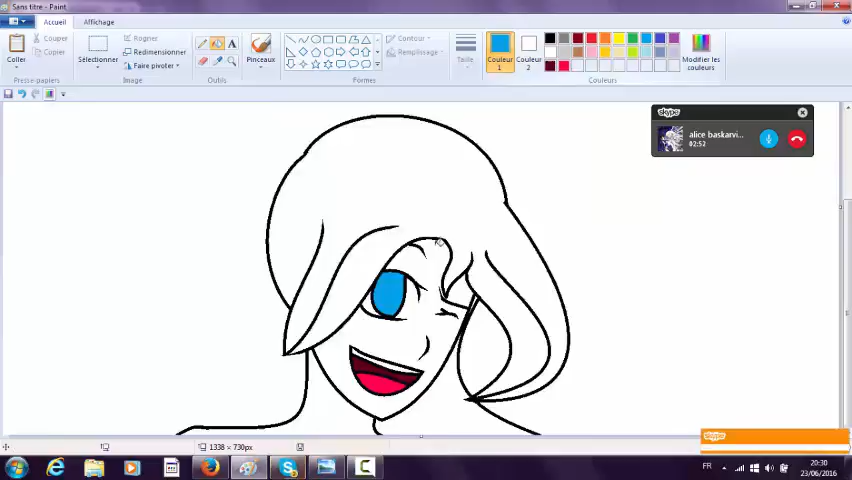 Sans titre - Paint
Accueil
Affichage
Coller
Couper
Copier
Presse-papiers
Sélectionner
Rogner
Redimensionner
Faire pivoter
Image
Outils
Pinceaux
Contour
Remplissage
Formes
Taille
Couleur 1
Couleur 2
Modifier les couleurs
Couleurs
skype
alice baskarvi...
02:52
skype
1338 × 730px
FR
20:30
23/06/2016